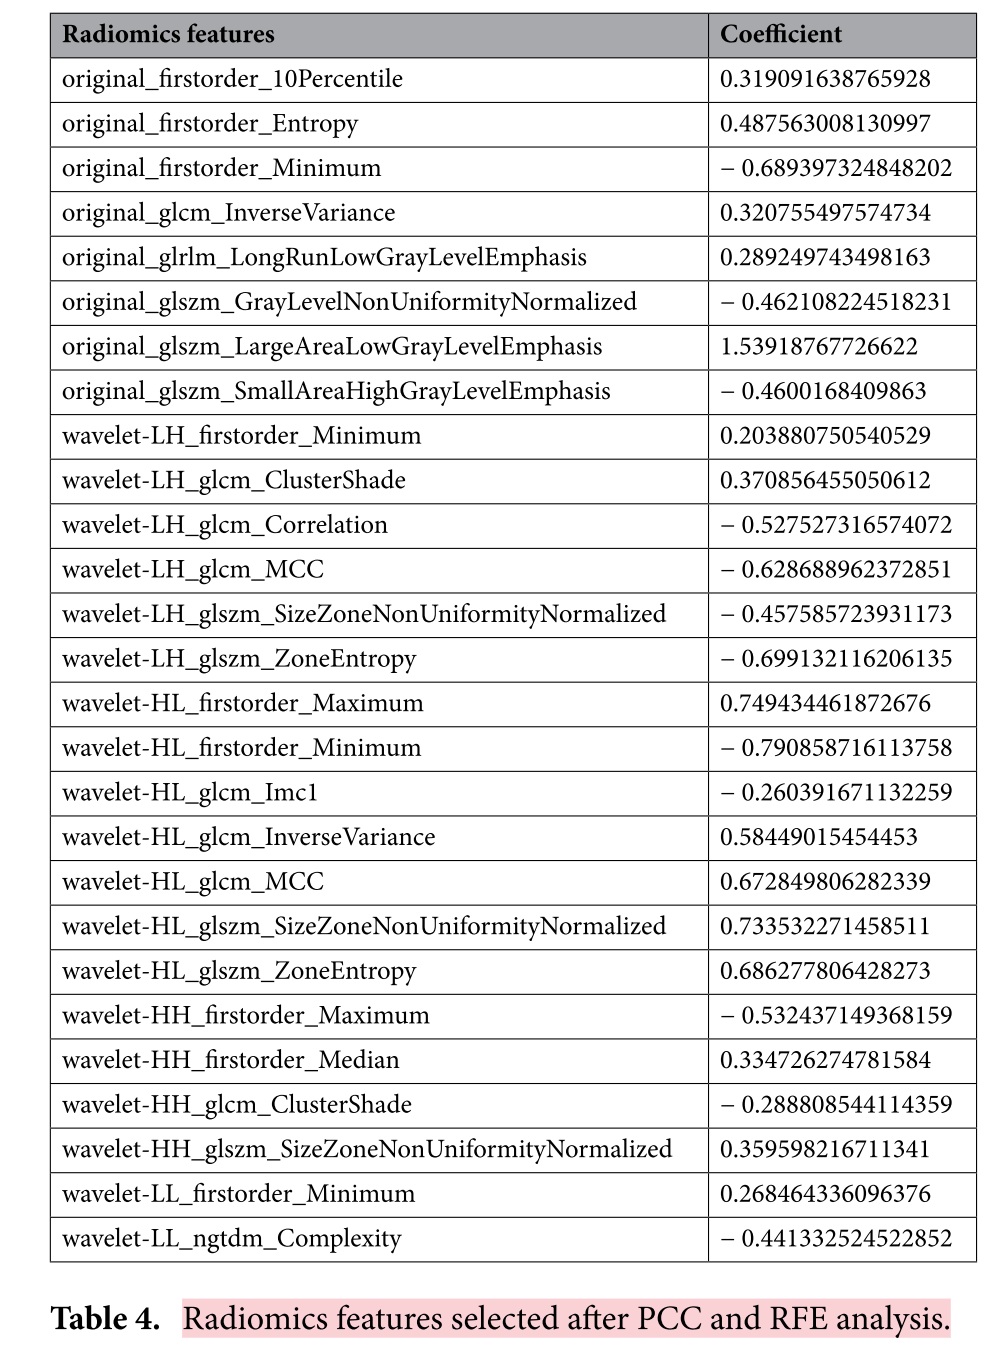 Radiomics features Coefficient
original_firstorder_10Percentile 0.319091638765928
original_firstorder_Entropy 0.487563008130997
original_firstorder_Minimum − 0.689397324848202
original_glcm_InverseVariance 0.320755497574734
original_glrlm_LongRunLowGrayLevelEmphasis 0.289249743498163
original_glszm_GrayLevelNonUniformityNormalized − 0.462108224518231
original_glszm_LargeAreaLowGrayLevelEmphasis 1.53918767726622
original_glszm_SmallAreaHighGrayLevelEmphasis − 0.4600168409863
wavelet-LH_firstorder_Minimum 0.203880750540529
wavelet-LH_glcm_ClusterShade 0.370856455050612
wavelet-LH_glcm_Correlation − 0.527527316574072
wavelet-LH_glcm_MCC − 0.628688962372851
wavelet-LH_glszm_SizeZoneNonUniformityNormalized − 0.457585723931173
wavelet-LH_glszm_ZoneEntropy − 0.699132116206135
wavelet-HL_firstorder_Maximum 0.749434461872676
wavelet-HL_firstorder_Minimum − 0.790858716113758
wavelet-HL_glcm_Imc1 − 0.260391671132259
wavelet-HL_glcm_InverseVariance 0.58449015454453
wavelet-HL_glcm_MCC 0.672849806282339
wavelet-HL_glszm_SizeZoneNonUniformityNormalized 0.733532271458511
wavelet-HL_glszm_ZoneEntropy 0.686277806428273
wavelet-HH_firstorder_Maximum − 0.532437149368159
wavelet-HH_firstorder_Median 0.334726274781584
wavelet-HH_glcm_ClusterShade − 0.288808544114359
wavelet-HH_glszm_SizeZoneNonUniformityNormalized 0.359598216711341
wavelet-LL_firstorder_Minimum 0.268464336096376
wavelet-LL_ngtdm_Complexity − 0.441332524522852
Table 4. Radiomics features selected after PCC and RFE analysis.